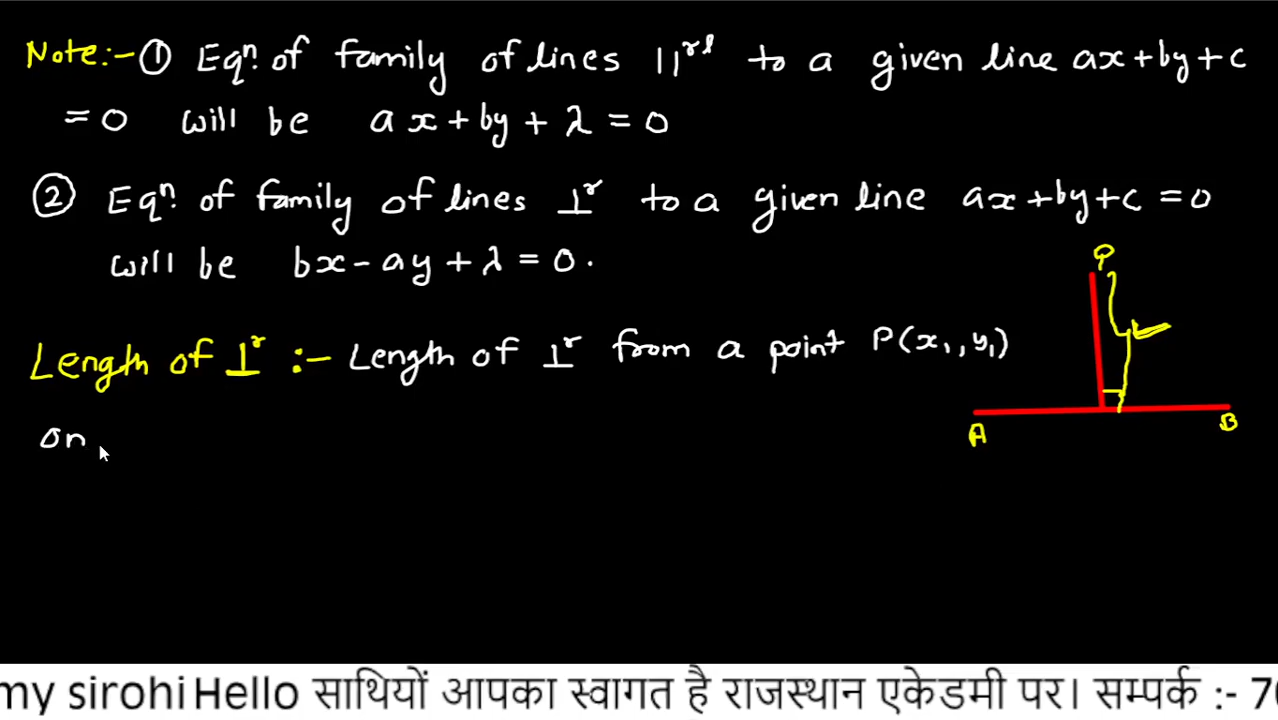 Note:- ① Eqⁿ. of family of lines ||ʳˡ to a given line ax+by+c
=0 will be ax+by+λ=0
② Eqⁿ. of family of lines ⊥ʳ to a given line ax+by+c=0
will be bx-ay+λ=0.
P
Length of ⊥ʳ :- Length of ⊥ʳ from a point P(x₁,y₁)
A B
on
my sirohi Hello साथियों आपका स्वागत है राजस्थान एकेडमी पर। सम्पर्क :- 70